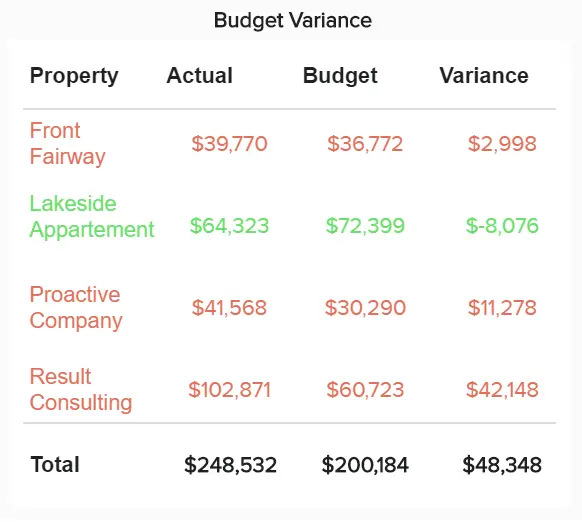 Budget Variance
Property Actual Budget Variance
Front
Fairway $39,770 $36,772 $2,998
Lakeside
Appartement $64,323 $72,399 $-8,076
Proactive
Company $41,568 $30,290 $11,278
Result
Consulting $102,871 $60,723 $42,148
Total $248,532 $200,184 $48,348